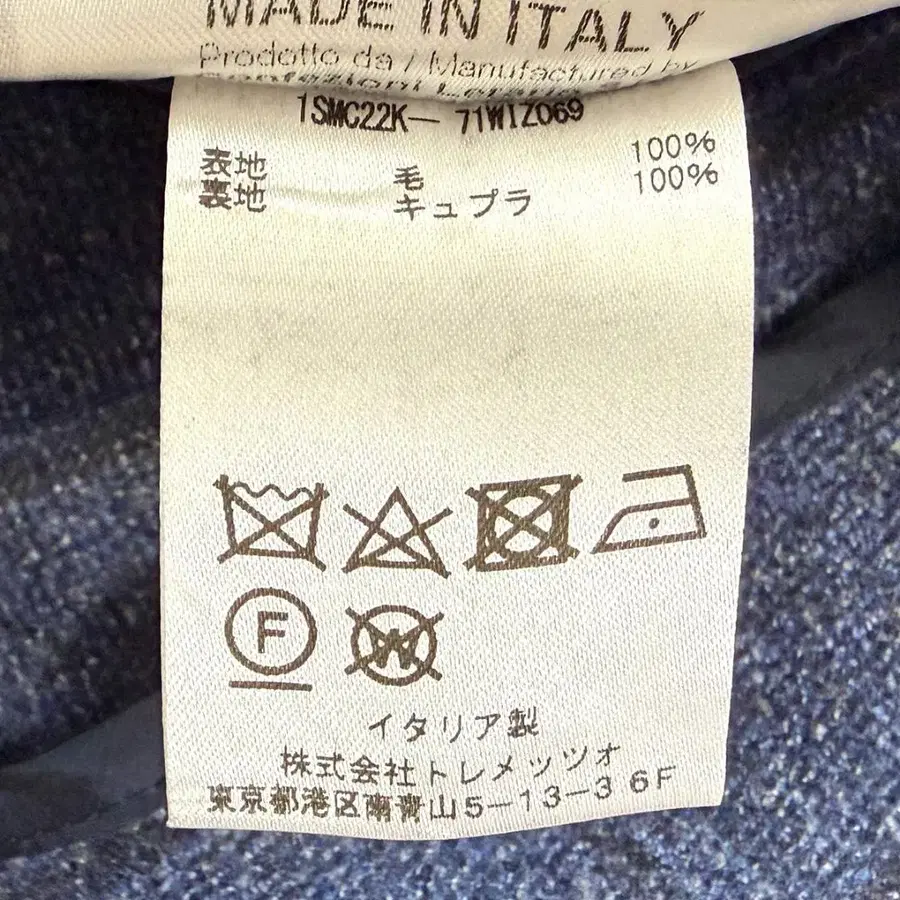 MADE IN ITALY
Prodotto da / Manufactured by
1SMC22K— 71WIZ069
表地 毛 100%
裏地 キュプラ 100%
F
W
イタリア製
株式会社トレメッツォ
東京都港区南青山5-13-3 6F